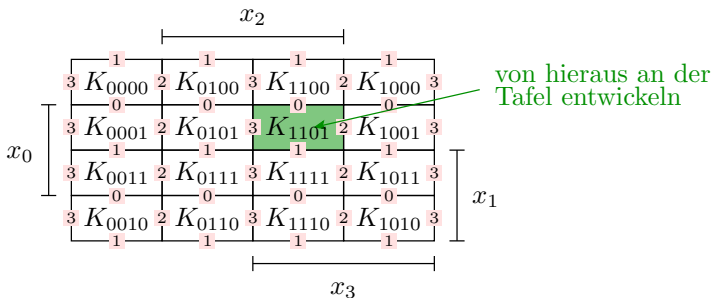 x₂
1 1 1 1
3 K₀₀₀₀ 2 K₀₁₀₀ 3 K₁₁₀₀ 2 K₁₀₀₀ 3
von hieraus an der
Tafel entwickeln
0 0 0 0
3 K₀₀₀₁ 2 K₀₁₀₁ 3 K₁₁₀₁ 2 K₁₀₀₁ 3
x₀
1 1 1 1
3 K₀₀₁₁ 2 K₀₁₁₁ 3 K₁₁₁₁ 2 K₁₀₁₁ 3
x₁
0 0 0 0
3 K₀₀₁₀ 2 K₀₁₁₀ 3 K₁₁₁₀ 2 K₁₀₁₀ 3
1 1 1 1
x₃